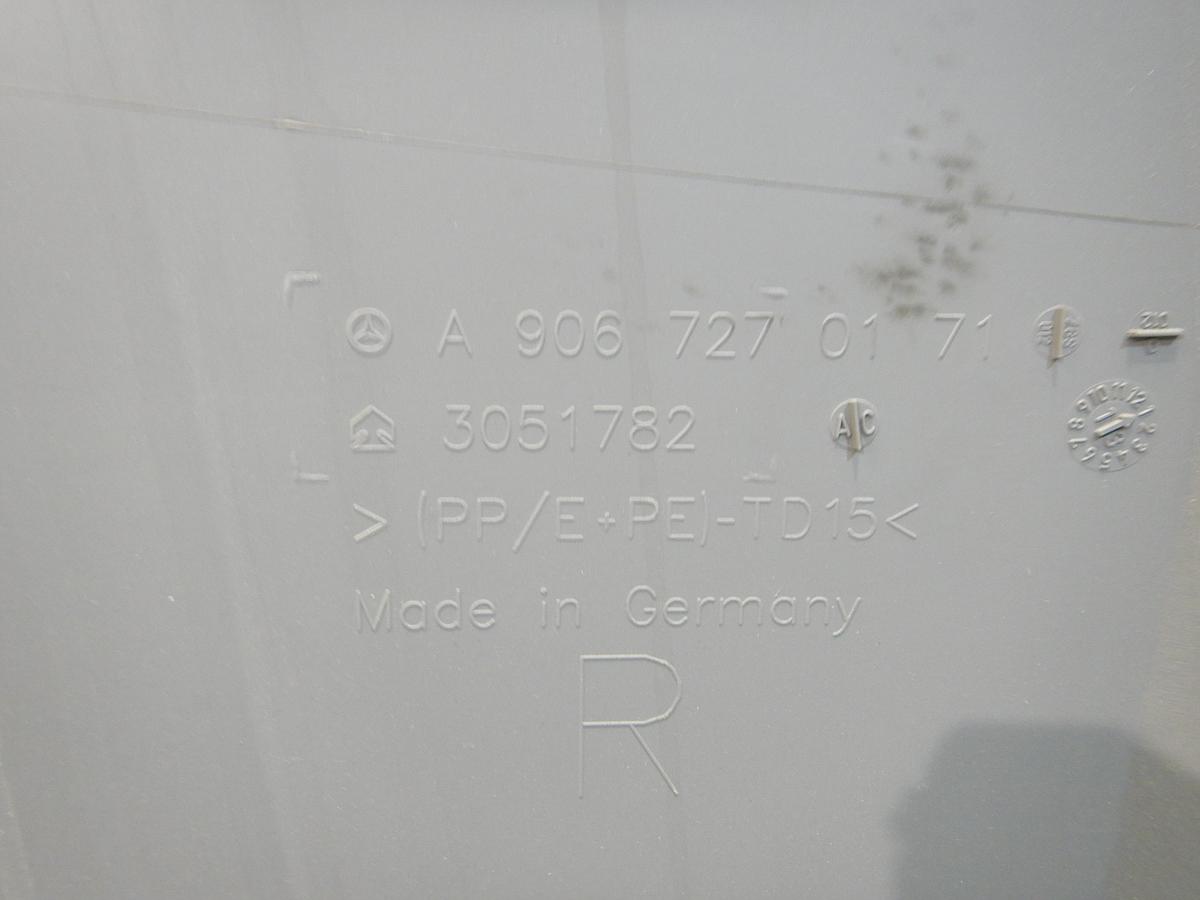 A 906 727 01 71
3051782 A C
>(PP/E+PE)-TD15<
Made in Germany
R